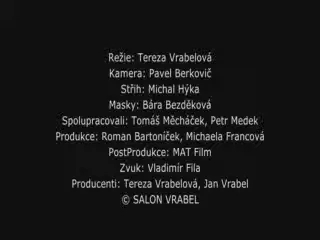 Režie: Tereza Vrabelová
Kamera: Pavel Berkovič
Střih: Michal Hýka
Masky: Bára Bezděková
Spolupracovali: Tomáš Měcháček, Petr Medek
Produkce: Roman Bartoníček, Michaela Francová
PostProdukce: MAT Film
Zvuk: Vladimír Fila
Producenti: Tereza Vrabelová, Jan Vrabel
© SALON VRABEL